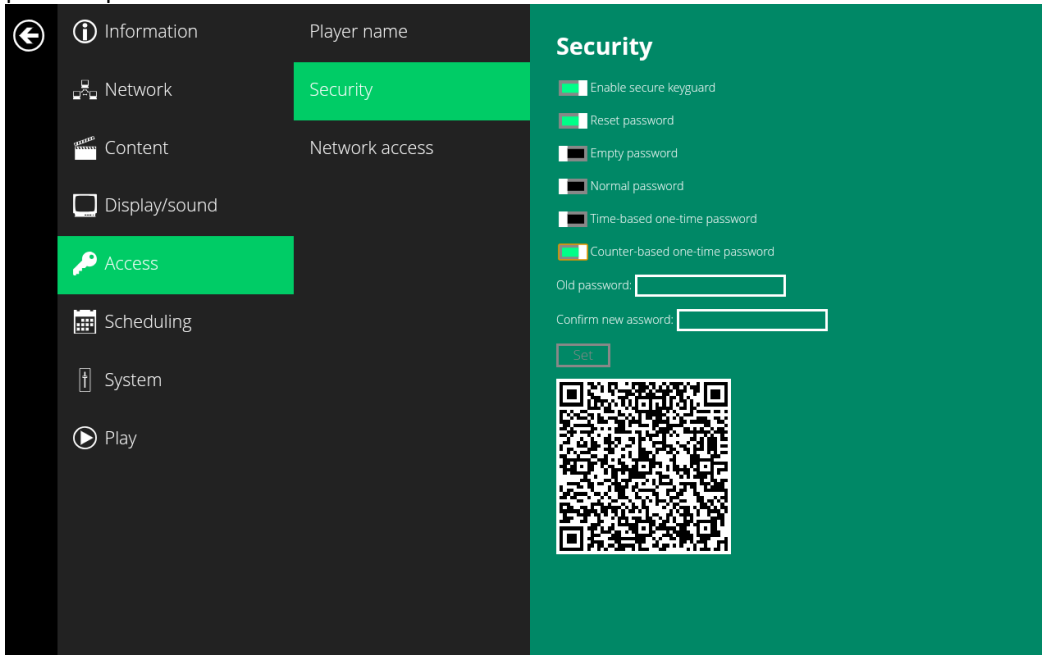 Information
Network
Content
Display/sound
Access
Scheduling
System
Play
Player name
Security
Network access
Security
Enable secure keyguard
Reset password
Empty password
Normal password
Time-based one-time password
Counter-based one-time password
Old password:
Confirm new assword:
Set